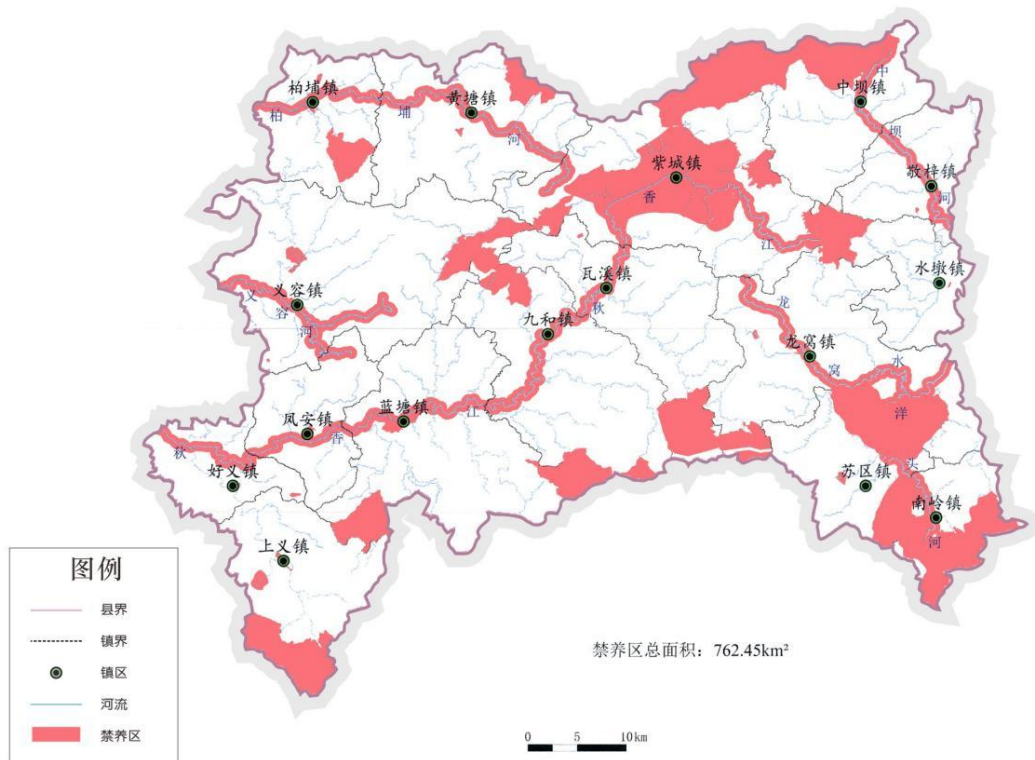 柏埔镇
黄塘镇
中坝镇
紫城镇
敬梓镇
水墩镇
瓦溪镇
义容镇
九和镇
龙窝镇
蓝塘镇
凤安镇
好义镇
苏区镇
南岭镇
上义镇
柏
埔
河
中
坝
河
香
江
秋
义
容
河
龙
窝
水
洋
头
河
江
香
秋
图例
县界
镇界
镇区
河流
禁养区
禁养区总面积：762.45km²
0 5 10km